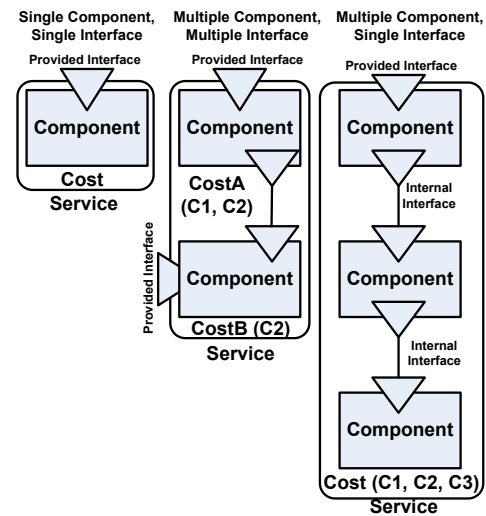 Single Component,
Single Interface
Provided Interface
Component
Cost
Service
Multiple Component,
Multiple Interface
Provided Interface
Component
CostA
(C1, C2)
Provided Interface
Component
CostB (C2)
Service
Multiple Component,
Single Interface
Provided Interface
Component
Internal
Interface
Component
Internal
Interface
Component
Cost (C1, C2, C3)
Service